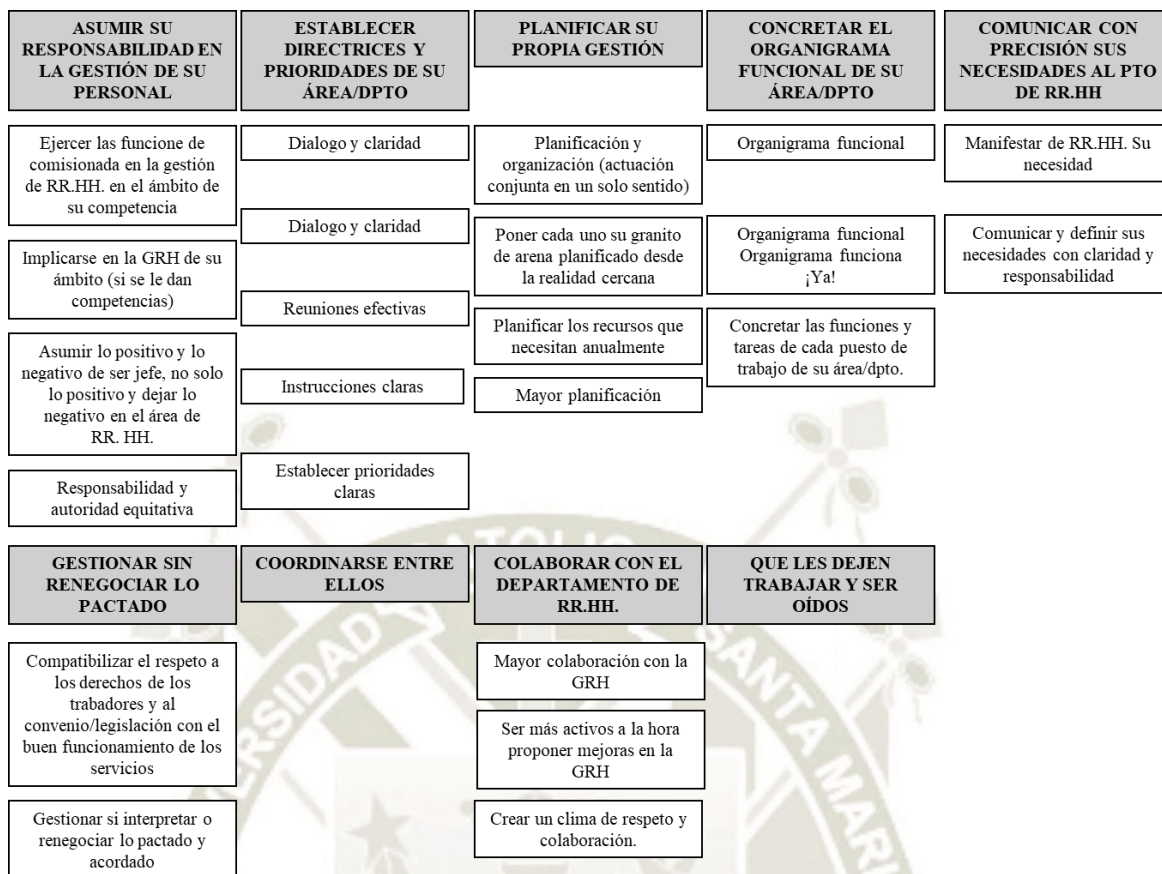 ASUMIR SU
RESPONSABILIDAD EN
LA GESTIÓN DE SU
PERSONAL
Ejercer las funcione de
comisionada en la gestión
de RR.HH. en el ámbito de
su competencia
Implicarse en la GRH de su
ámbito (si se le dan
competencias)
Asumir lo positivo y lo
negativo de ser jefe, no solo
lo positivo y dejar lo
negativo en el área de
RR. HH.
Responsabilidad y
autoridad equitativa
ESTABLECER
DIRECTRICES Y
PRIORIDADES DE SU
ÁREA/DPTO
Dialogo y claridad
Dialogo y claridad
Reuniones efectivas
Instrucciones claras
Establecer prioridades
claras
PLANIFICAR SU
PROPIA GESTIÓN
Planificación y
organización (actuación
conjunta en un solo sentido)
Poner cada uno su granito
de arena planificado desde
la realidad cercana
Planificar los recursos que
necesitan anualmente
Mayor planificación
CONCRETAR EL
ORGANIGRAMA
FUNCIONAL DE SU
ÁREA/DPTO
Organigrama funcional
Organigrama funcional
Organigrama funciona
¡Ya!
Concretar las funciones y
tareas de cada puesto de
trabajo de su área/dpto.
COMUNICAR CON
PRECISIÓN SUS
NECESIDADES AL PTO
DE RR.HH
Manifestar de RR.HH. Su
necesidad
Comunicar y definir sus
necesidades con claridad y
responsabilidad
GESTIONAR SIN
RENEGOCIAR LO
PACTADO
Compatibilizar el respeto a
los derechos de los
trabadores y al
convenio/legislación con el
buen funcionamiento de los
servicios
Gestionar si interpretar o
renegociar lo pactado y
acordado
COORDINARSE ENTRE
ELLOS
COLABORAR CON EL
DEPARTAMENTO DE
RR.HH.
Mayor colaboración con la
GRH
Ser más activos a la hora
proponer mejoras en la
GRH
Crear un clima de respeto y
colaboración.
QUE LES DEJEN
TRABAJAR Y SER
OÍDOS